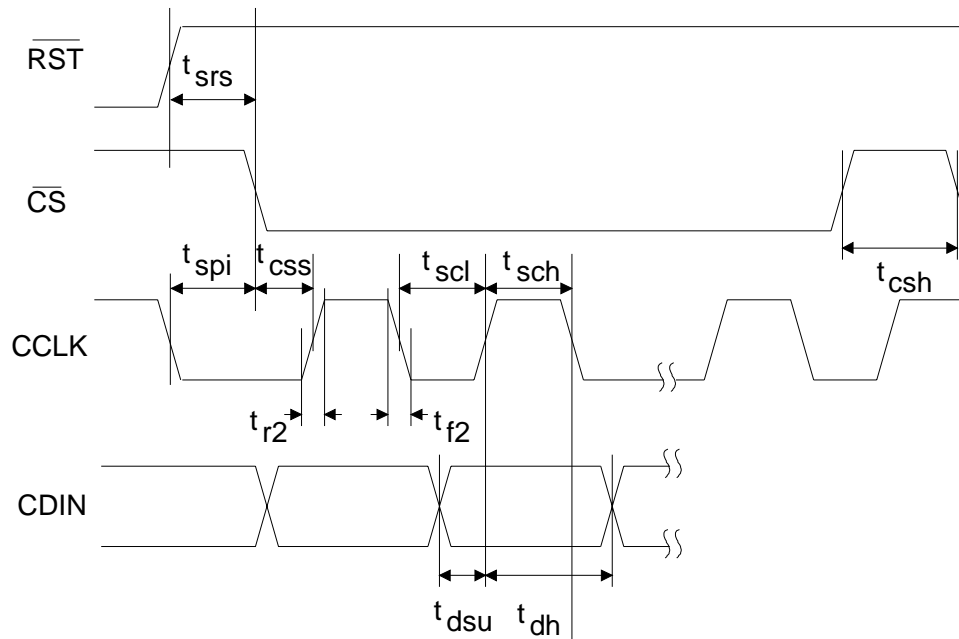 RST
t srs
CS
t spi
t css
t scl
t sch
t csh
CCLK
t r2
t f2
CDIN
t dsu
t dh